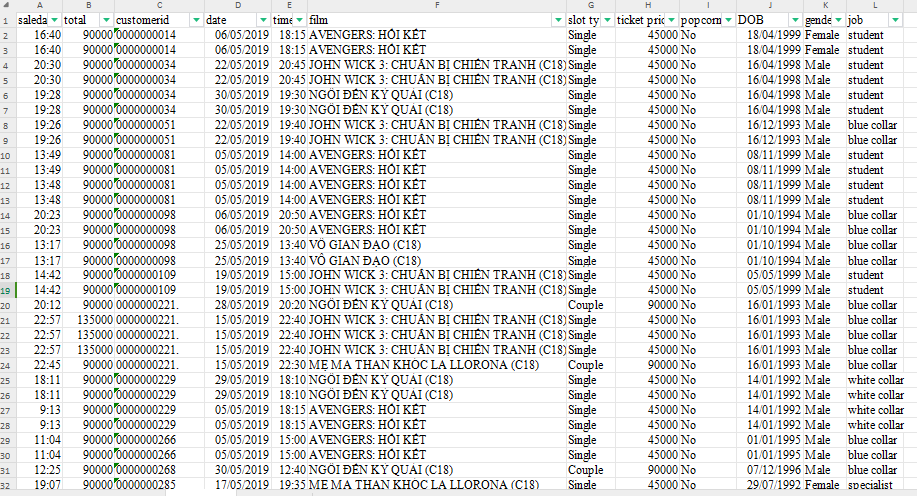 A B C D E F G H I J K L
1 saleda total customerid date time film slot ty ticket pric popcorn DOB gende job
2 16:40 90000 0000000014 06/05/2019 18:15 AVENGERS: HỒI KẾT Single 45000 No 18/04/1999 Female student
3 16:40 90000 0000000014 06/05/2019 18:15 AVENGERS: HỒI KẾT Single 45000 No 18/04/1999 Female student
4 20:30 90000 0000000034 22/05/2019 20:45 JOHN WICK 3: CHUẨN BỊ CHIẾN TRANH (C18) Single 45000 No 16/04/1998 Male student
5 20:30 90000 0000000034 22/05/2019 20:45 JOHN WICK 3: CHUẨN BỊ CHIẾN TRANH (C18) Single 45000 No 16/04/1998 Male student
6 19:28 90000 0000000034 30/05/2019 19:30 NGÔI ĐỀN KỲ QUÁI (C18) Single 45000 No 16/04/1998 Male student
7 19:28 90000 0000000034 30/05/2019 19:30 NGÔI ĐỀN KỲ QUÁI (C18) Single 45000 No 16/04/1998 Male student
8 19:26 90000 0000000051 22/05/2019 19:40 JOHN WICK 3: CHUẨN BỊ CHIẾN TRANH (C18) Single 45000 No 16/12/1993 Male blue collar
9 19:26 90000 0000000051 22/05/2019 19:40 JOHN WICK 3: CHUẨN BỊ CHIẾN TRANH (C18) Single 45000 No 16/12/1993 Male blue collar
10 13:49 90000 0000000081 05/05/2019 14:00 AVENGERS: HỒI KẾT Single 45000 No 08/11/1999 Male student
11 13:49 90000 0000000081 05/05/2019 14:00 AVENGERS: HỒI KẾT Single 45000 No 08/11/1999 Male student
12 13:48 90000 0000000081 05/05/2019 14:00 AVENGERS: HỒI KẾT Single 45000 No 08/11/1999 Male student
13 13:48 90000 0000000081 05/05/2019 14:00 AVENGERS: HỒI KẾT Single 45000 No 08/11/1999 Male student
14 20:23 90000 0000000098 06/05/2019 20:50 AVENGERS: HỒI KẾT Single 45000 No 01/10/1994 Male blue collar
15 20:23 90000 0000000098 06/05/2019 20:50 AVENGERS: HỒI KẾT Single 45000 No 01/10/1994 Male blue collar
16 13:17 90000 0000000098 25/05/2019 13:40 VÔ GIAN ĐẠO (C18) Single 45000 No 01/10/1994 Male blue collar
17 13:17 90000 0000000098 25/05/2019 13:40 VÔ GIAN ĐẠO (C18) Single 45000 No 01/10/1994 Male blue collar
18 14:42 90000 0000000109 19/05/2019 15:00 JOHN WICK 3: CHUẨN BỊ CHIẾN TRANH (C18) Single 45000 No 05/05/1999 Male student
19 14:42 90000 0000000109 19/05/2019 15:00 JOHN WICK 3: CHUẨN BỊ CHIẾN TRANH (C18) Single 45000 No 05/05/1999 Male student
20 20:12 90000 0000000221. 28/05/2019 20:20 NGÔI ĐỀN KỲ QUÁI (C18) Couple 90000 No 16/01/1993 Male blue collar
21 22:57 135000 0000000221. 15/05/2019 22:40 JOHN WICK 3: CHUẨN BỊ CHIẾN TRANH (C18) Single 45000 No 16/01/1993 Male blue collar
22 22:57 135000 0000000221. 15/05/2019 22:40 JOHN WICK 3: CHUẨN BỊ CHIẾN TRANH (C18) Single 45000 No 16/01/1993 Male blue collar
23 22:57 135000 0000000221. 15/05/2019 22:40 JOHN WICK 3: CHUẨN BỊ CHIẾN TRANH (C18) Single 45000 No 16/01/1993 Male blue collar
24 22:45 90000 0000000221. 15/05/2019 22:30 MẸ MA THAN KHÓC LA LLORONA (C18) Couple 90000 No 16/01/1993 Male blue collar
25 18:11 90000 0000000229 29/05/2019 18:10 NGÔI ĐỀN KỲ QUÁI (C18) Single 45000 No 14/01/1992 Male white collar
26 18:11 90000 0000000229 29/05/2019 18:10 NGÔI ĐỀN KỲ QUÁI (C18) Single 45000 No 14/01/1992 Male white collar
27 9:13 90000 0000000229 05/05/2019 18:15 AVENGERS: HỒI KẾT Single 45000 No 14/01/1992 Male white collar
28 9:13 90000 0000000229 05/05/2019 18:15 AVENGERS: HỒI KẾT Single 45000 No 14/01/1992 Male white collar
29 11:04 90000 0000000266 05/05/2019 15:00 AVENGERS: HỒI KẾT Single 45000 No 01/01/1995 Male blue collar
30 11:04 90000 0000000266 05/05/2019 15:00 AVENGERS: HỒI KẾT Single 45000 No 01/01/1995 Male blue collar
31 12:25 90000 0000000268 30/05/2019 12:40 NGÔI ĐỀN KỲ QUÁI (C18) Couple 90000 No 07/12/1996 Male blue collar
32 19:07 90000 0000000285 17/05/2019 19:35 MẸ MA THAN KHÓC LA LLORONA (C18) Single 45000 No 29/07/1992 Female specialist